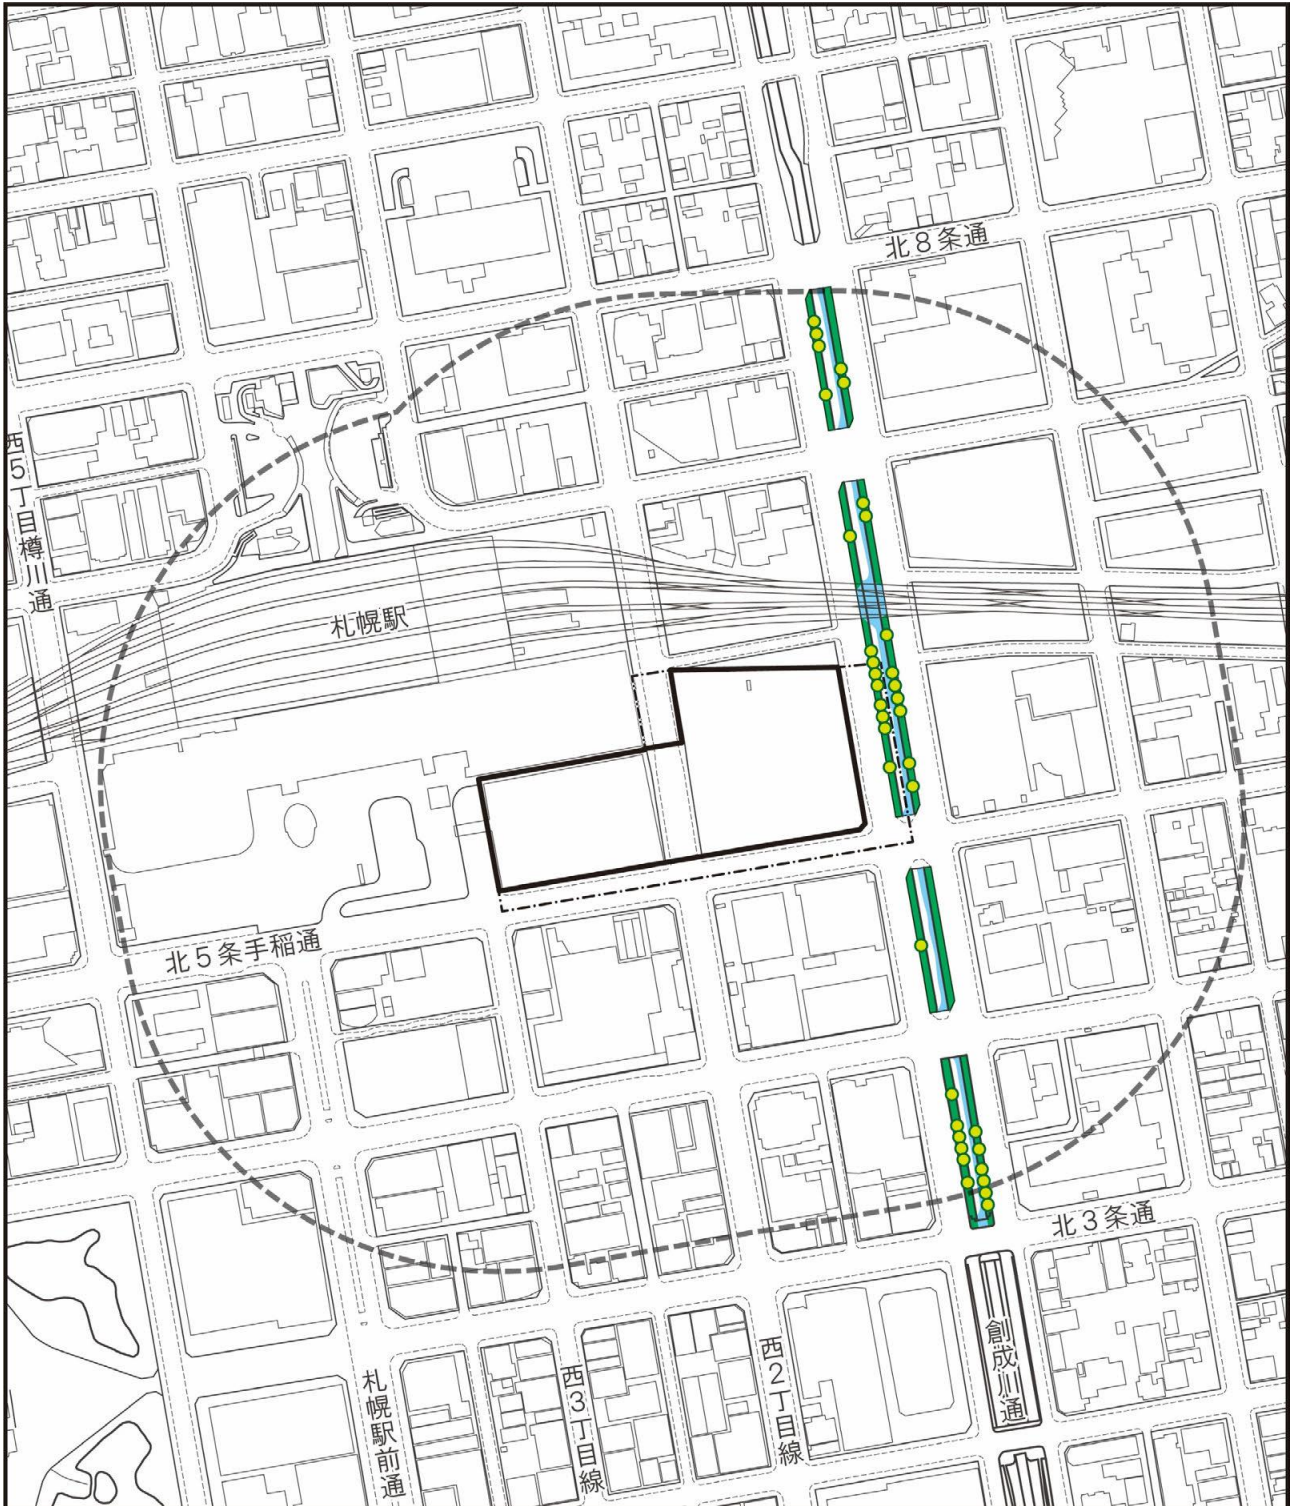 北8条通
西5丁目樽川通
札幌駅
北5条手稲通
北3条通
創成川通
西2丁目線
西3丁目線
札幌駅前通